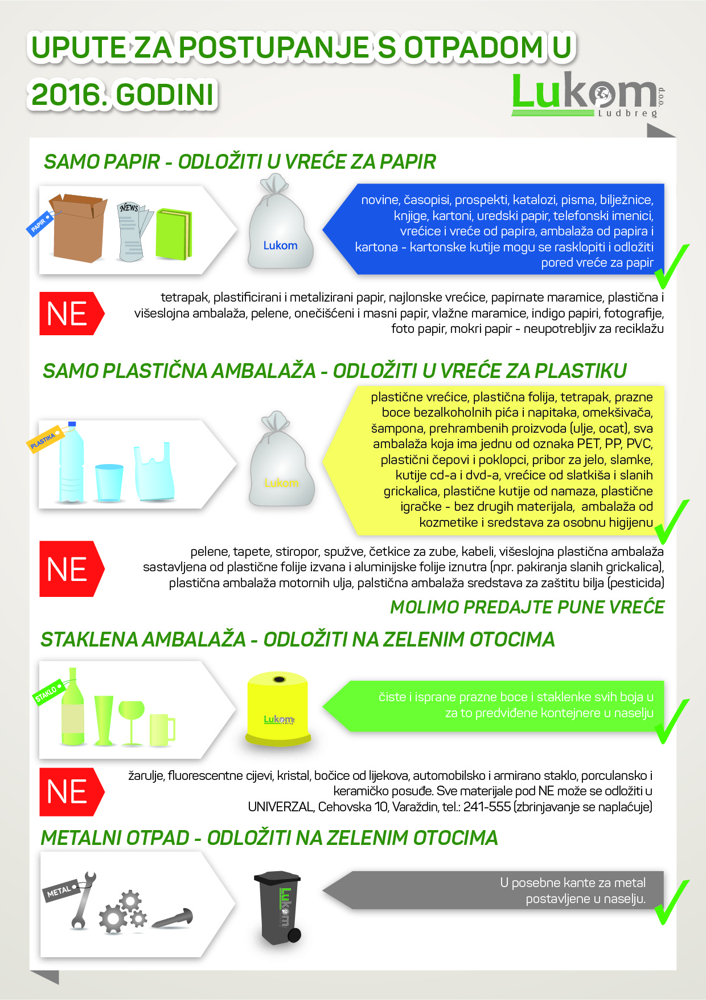 UPUTE ZA POSTUPANJE S OTPADOM U
2016. GODINI
Lukom d.o.o.
Ludbreg
SAMO PAPIR - ODLOŽITI U VREĆE ZA PAPIR
PAPIR
NEWS
Lukom
novine, časopisi, prospekti, katalozi, pisma, bilježnice,
knjige, kartoni, uredski papir, telefonski imenici,
vrećice i vreće od papira, ambalaža od papira i
kartona - kartonske kutije mogu se rasklopiti i odložiti
pored vreće za papir
NE
tetrapak, plastificirani i metalizirani papir, najlonske vrećice, papirnate maramice, plastična i
višeslojna ambalaža, pelene, onečišćeni i masni papir, vlažne maramice, indigo papiri, fotografije,
foto papir, mokri papir - neupotrebljiv za reciklažu
SAMO PLASTIČNA AMBALAŽA - ODLOŽITI U VREĆE ZA PLASTIKU
PLASTIKA
Lukom
plastične vrećice, plastična folija, tetrapak, prazne
boce bezalkoholnih pića i napitaka, omekšivača,
šampona, prehrambenih proizvoda (ulje, ocat), sva
ambalaža koja ima jednu od oznaka PET, PP, PVC,
plastični čepovi i poklopci, pribor za jelo, slamke,
kutije cd-a i dvd-a, vrećice od slatkiša i slanih
grickalica, plastične kutije od namaza, plastične
igračke - bez drugih materijala, ambalaža od
kozmetike i sredstava za osobnu higijenu
NE
pelene, tapete, stiropor, spužve, četkice za zube, kabeli, višeslojna plastična ambalaža
sastavljena od plastične folije izvana i aluminijske folije iznutra (npr. pakiranja slanih grickalica),
plastična ambalaža motornih ulja, palstična ambalaža sredstava za zaštitu bilja (pesticida)
MOLIMO PREDAJTE PUNE VREĆE
STAKLENA AMBALAŽA - ODLOŽITI NA ZELENIM OTOCIMA
STAKLO
Lukom
Ludbreg
čiste i isprane prazne boce i staklenke svih boja u
za to predviđene kontejnere u naselju
NE
žarulje, fluorescentne cijevi, kristal, bočice od lijekova, automobilsko i armirano staklo, porculansko i
keramičko posuđe. Sve materijale pod NE može se odložiti u
UNIVERZAL, Cehovska 10, Varaždin, tel.: 241-555 (zbrinjavanje se naplaćuje)
METALNI OTPAD - ODLOŽITI NA ZELENIM OTOCIMA
METAL
Lukom
U posebne kante za metal
postavljene u naselju.